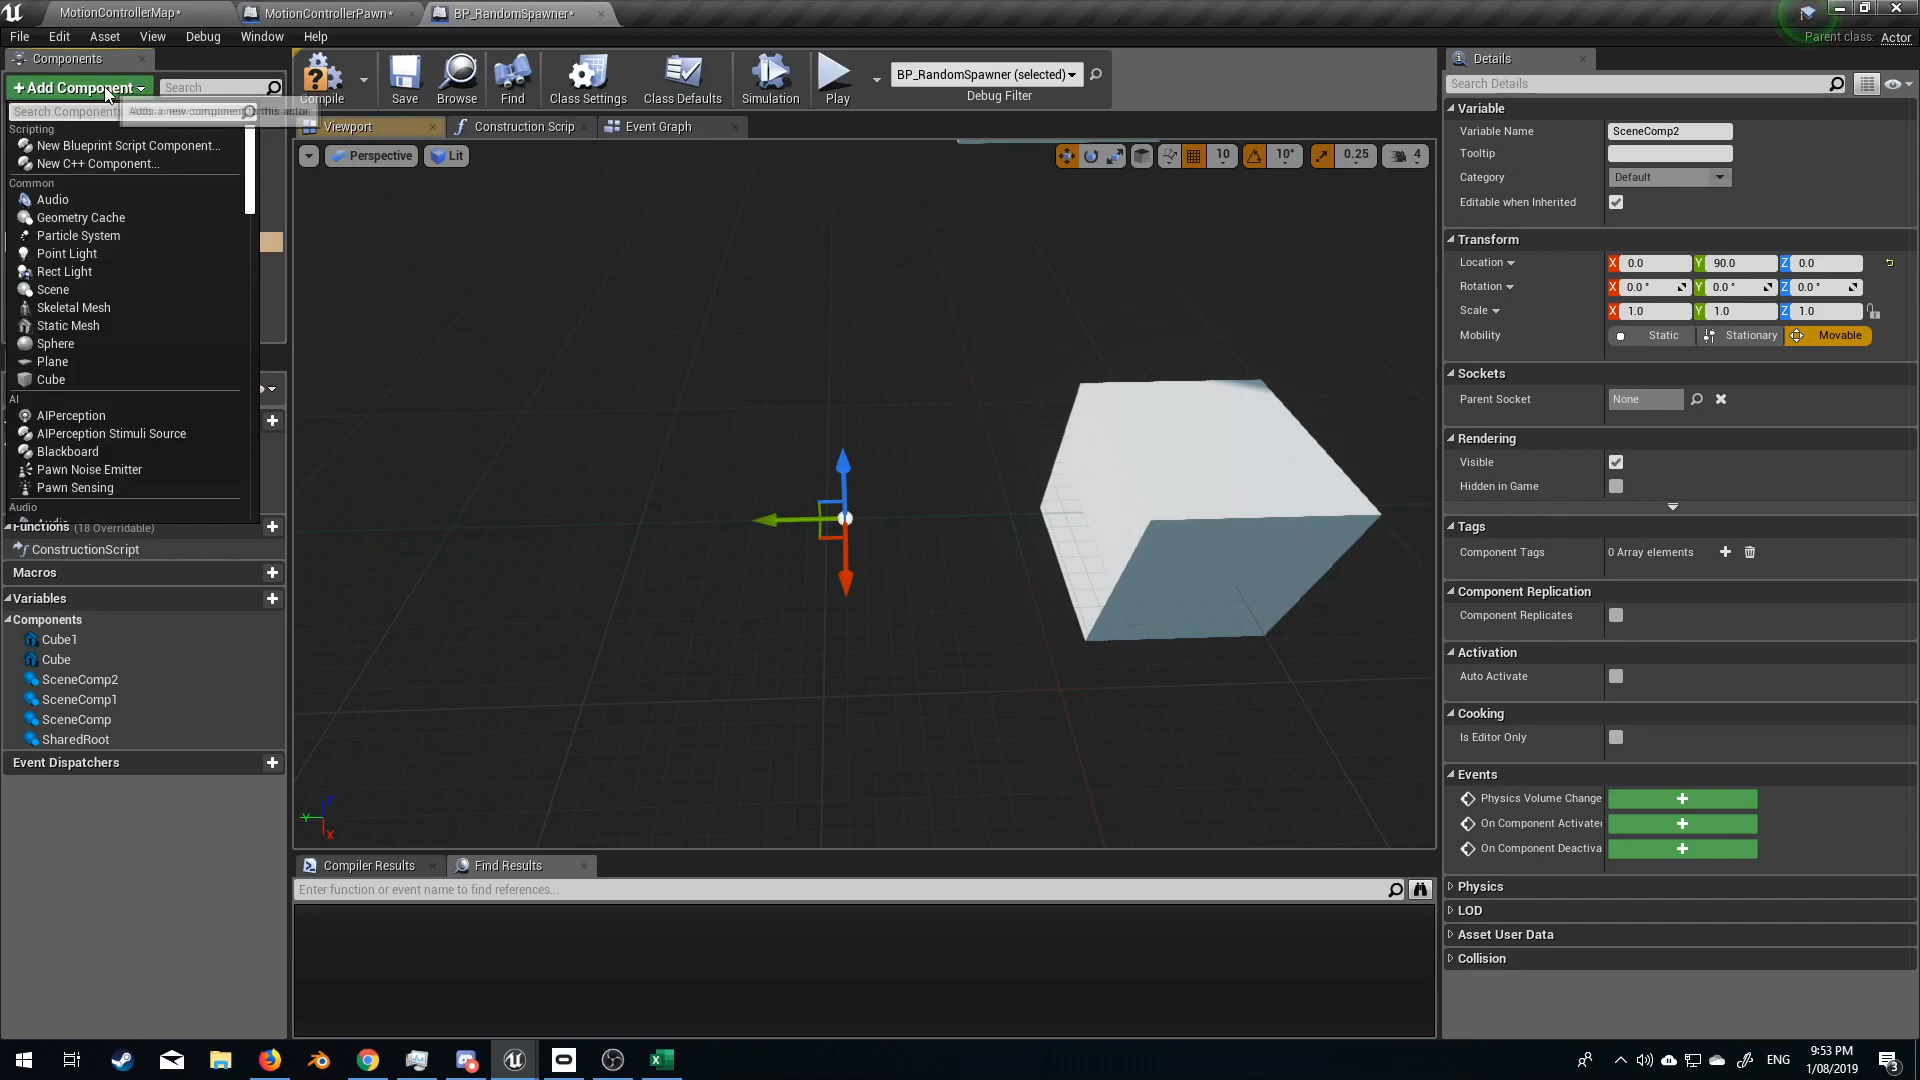 MotionControllerMap*
MotionControllerPawn*
BP_RandomSpawner*
File Edit Asset View Debug Window Help
Parent class: Actor
Components
+Add Component
Search
Search Components
Adds a new component to this actor
Scripting
New Blueprint Script Component...
New C++ Component...
Common
Audio
Geometry Cache
Particle System
Point Light
Rect Light
Scene
Skeletal Mesh
Static Mesh
Sphere
Plane
Cube
AI
AIPerception
AIPerception Stimuli Source
Blackboard
Pawn Noise Emitter
Pawn Sensing
Audio
Functions (18 Overridable)
ConstructionScript
Macros
Variables
Components
Cube1
Cube
SceneComp2
SceneComp1
SceneComp
SharedRoot
Event Dispatchers
Compile Save Browse Find Class Settings Class Defaults Simulation Play
BP_RandomSpawner (selected)
Debug Filter
Viewport Construction Scrip Event Graph
Perspective Lit
10 10° 0.25 4
Z
Y
X
Compiler Results Find Results
Enter function or event name to find references...
Details
Search Details
Variable
Variable Name SceneComp2
Tooltip
Category Default
Editable when Inherited
Transform
Location X 0.0 Y 90.0 Z 0.0
Rotation X 0.0 ° Y 0.0 ° Z 0.0 °
Scale X 1.0 Y 1.0 Z 1.0
Mobility Static Stationary Movable
Sockets
Parent Socket None
Rendering
Visible
Hidden in Game
Tags
Component Tags 0 Array elements
Component Replication
Component Replicates
Activation
Auto Activate
Cooking
Is Editor Only
Events
Physics Volume Change
On Component Activate
On Component Deactiva
Physics
LOD
Asset User Data
Collision
ENG
9:53 PM
1/08/2019
3